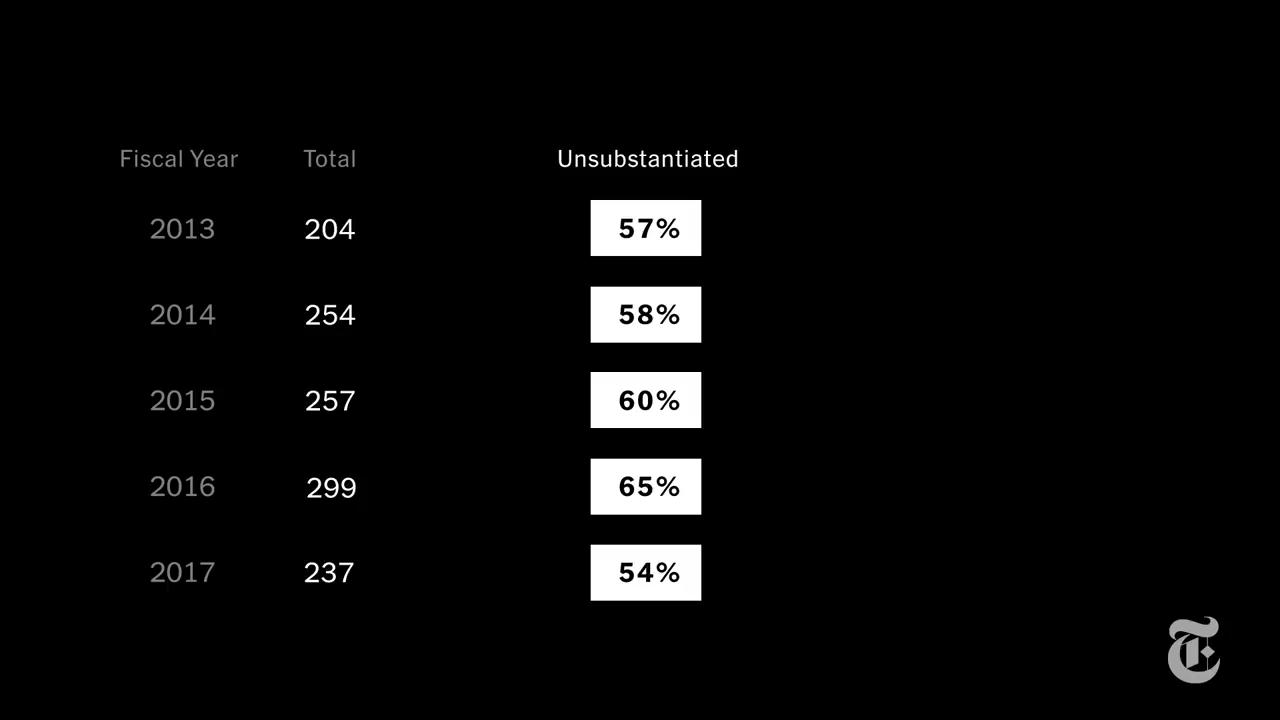 Fiscal Year Total Unsubstantiated
2013 204 57%
2014 254 58%
2015 257 60%
2016 299 65%
2017 237 54%
T